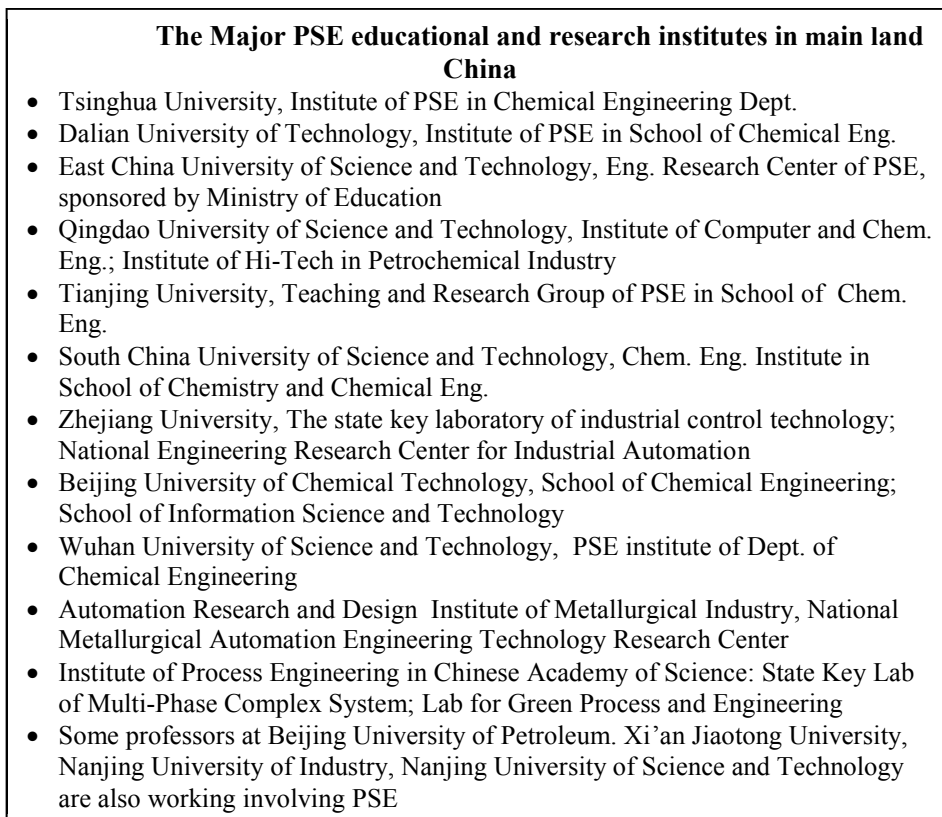 The Major PSE educational and research institutes in main land
China
• Tsinghua University, Institute of PSE in Chemical Engineering Dept.
• Dalian University of Technology, Institute of PSE in School of Chemical Eng.
• East China University of Science and Technology, Eng. Research Center of PSE,
sponsored by Ministry of Education
• Qingdao University of Science and Technology, Institute of Computer and Chem.
Eng.; Institute of Hi-Tech in Petrochemical Industry
• Tianjing University, Teaching and Research Group of PSE in School of Chem.
Eng.
• South China University of Science and Technology, Chem. Eng. Institute in
School of Chemistry and Chemical Eng.
• Zhejiang University, The state key laboratory of industrial control technology;
National Engineering Research Center for Industrial Automation
• Beijing University of Chemical Technology, School of Chemical Engineering;
School of Information Science and Technology
• Wuhan University of Science and Technology, PSE institute of Dept. of
Chemical Engineering
• Automation Research and Design Institute of Metallurgical Industry, National
Metallurgical Automation Engineering Technology Research Center
• Institute of Process Engineering in Chinese Academy of Science: State Key Lab
of Multi-Phase Complex System; Lab for Green Process and Engineering
• Some professors at Beijing University of Petroleum. Xi’an Jiaotong University,
Nanjing University of Industry, Nanjing University of Science and Technology
are also working involving PSE